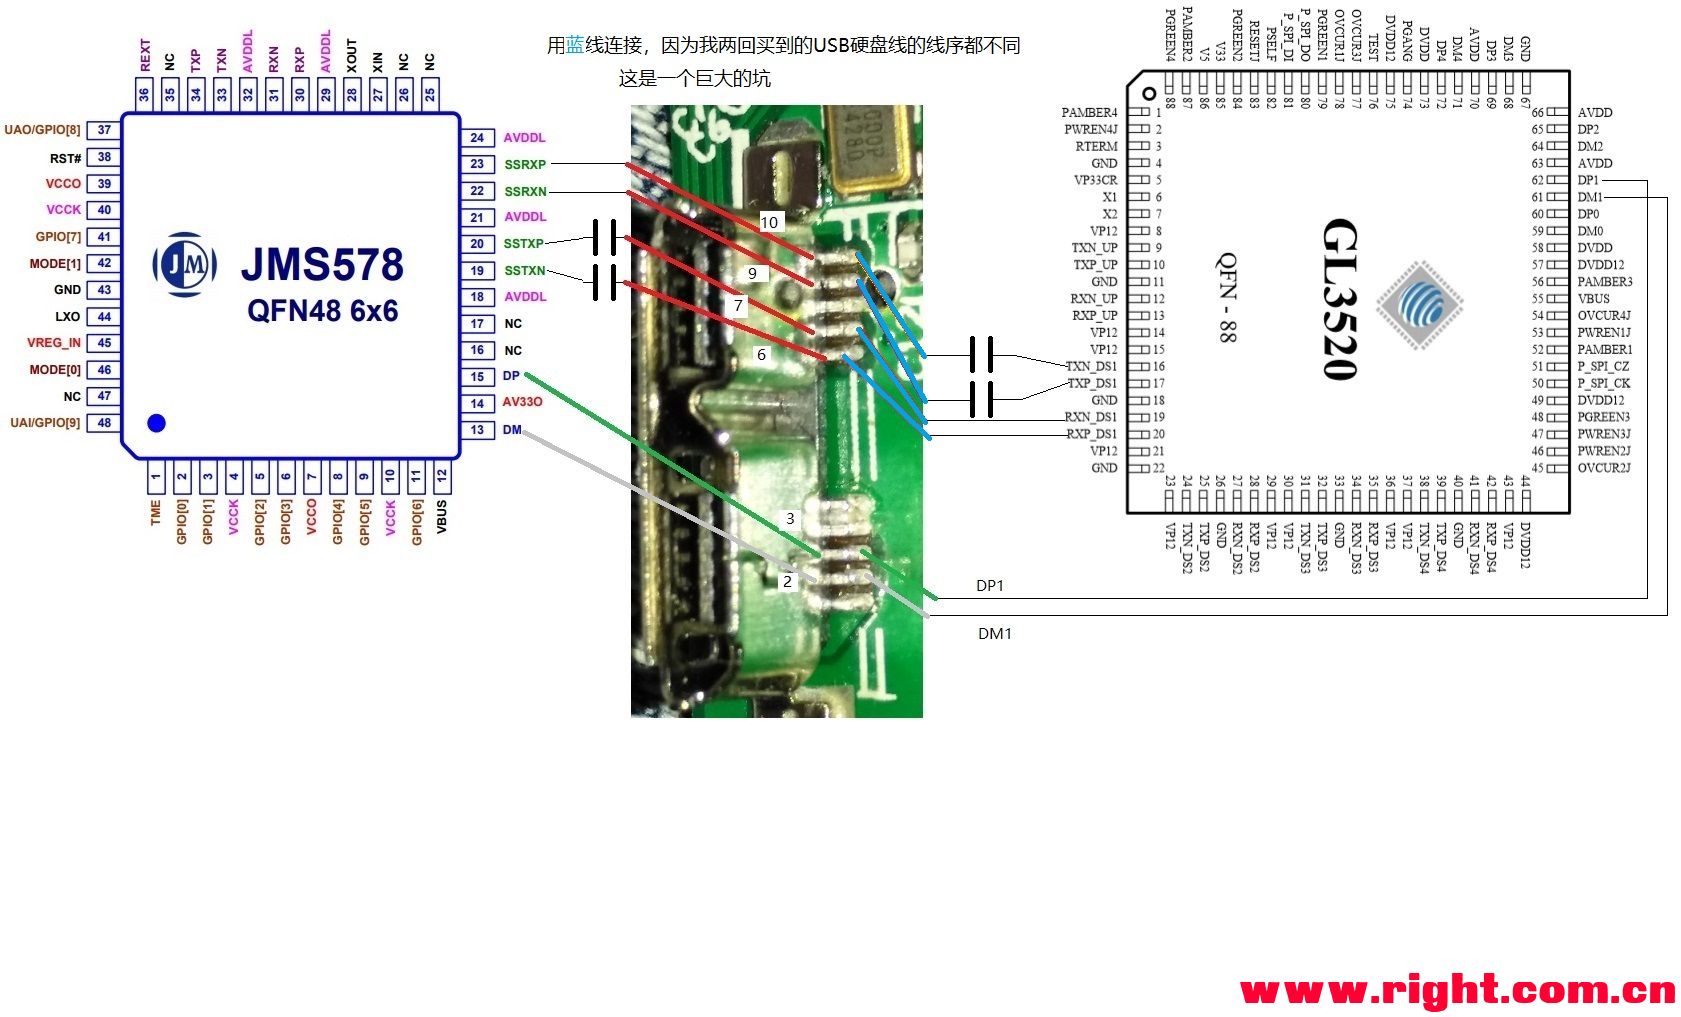 用蓝线连接，因为我两回买到的USB硬盘线的线序都不同
这是一个巨大的坑
REXT
NC
TXP
TXN
AVDDL
RXN
RXP
AVDDL
XOUT
XIN
NC
NC
36
35
34
33
32
31
30
29
28
27
26
25
UAO/GPIO[8] 37
RST# 38
VCCO 39
VCCK 40
GPIO[7] 41
MODE[1] 42
GND 43
LXO 44
VREG_IN 45
MODE[0] 46
NC 47
UAI/GPIO[9] 48
JM
JMS578
QFN48 6x6
24 AVDDL
23 SSRXP
22 SSRXN
21 AVDDL
20 SSTXP
19 SSTXN
18 AVDDL
17 NC
16 NC
15 DP
14 AV33O
13 DM
1
2
3
4
5
6
7
8
9
10
11
12
TME
GPIO[0]
GPIO[1]
VCCK
GPIO[2]
GPIO[3]
VCCO
GPIO[4]
GPIO[5]
VCCK
GPIO[6]
VBUS
10
9
7
6
3
2
DP1
DM1
PGREEN4
PAMBER2
V5
V33
PGREEN2
RESETJ
PSELF
P_SPI_DI
P_SPI_DO
PGREEN1
OVCUR1J
OVCUR3J
TEST
DVDD12
PGANG
DVDD
DP4
DM4
AVDD
DP3
DM3
GND
88
87
86
85
84
83
82
81
80
79
78
77
76
75
74
73
72
71
70
69
68
67
PAMBER4 1
PWREN4J 2
RTERM 3
GND 4
VP33CR 5
X1 6
X2 7
VP12 8
TXN_UP 9
TXP_UP 10
GND 11
RXN_UP 12
RXP_UP 13
VP12 14
VP12 15
TXN_DS1 16
TXP_DS1 17
GND 18
RXN_DS1 19
RXP_DS1 20
VP12 21
GND 22
GL3520
QFN - 88
66 AVDD
65 DP2
64 DM2
63 AVDD
62 DP1
61 DM1
60 DP0
59 DM0
58 DVDD
57 DVDD12
56 PAMBER3
55 VBUS
54 OVCUR4J
53 PWREN1J
52 PAMBER1
51 P_SPI_CZ
50 P_SPI_CK
49 DVDD12
48 PGREEN3
47 PWREN3J
46 PWREN2J
45 OVCUR2J
23
24
25
26
27
28
29
30
31
32
33
34
35
36
37
38
39
40
41
42
43
44
VP12
TXN_DS2
TXP_DS2
GND
RXN_DS2
RXP_DS2
VP12
VP12
TXN_DS3
TXP_DS3
GND
RXN_DS3
RXP_DS3
VP12
VP12
TXN_DS4
TXP_DS4
GND
RXN_DS4
RXP_DS4
VP12
DVDD12
www.right.com.cn